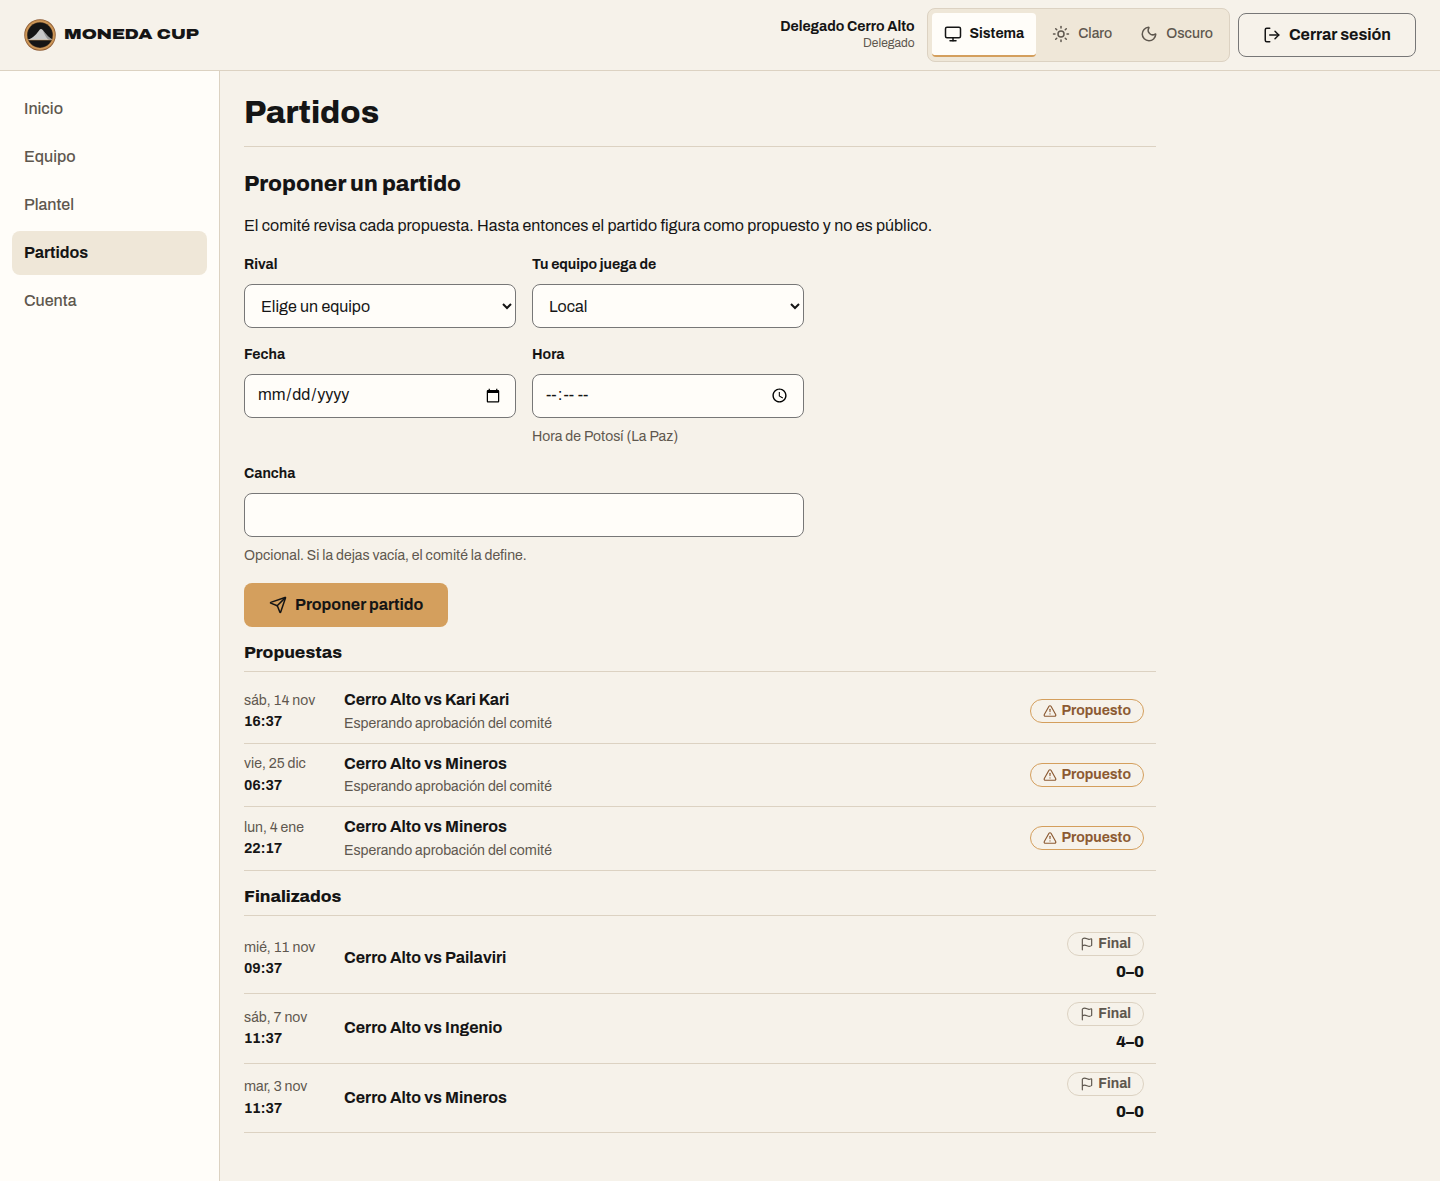 MONEDA CUP
Delegado Cerro Alto
Delegado
Sistema
Claro
Oscuro
Cerrar sesión
Inicio
Equipo
Plantel
Partidos
Cuenta
Partidos
Proponer un partido
El comité revisa cada propuesta. Hasta entonces el partido figura como propuesto y no es público.
Rival
Tu equipo juega de
Elige un equipo
Local
Fecha
Hora
mm/dd/yyyy
--:-- --
Hora de Potosí (La Paz)
Cancha
Opcional. Si la dejas vacía, el comité la define.
Proponer partido
Propuestas
sáb, 14 nov
16:37
Cerro Alto vs Kari Kari
Esperando aprobación del comité
Propuesto
vie, 25 dic
06:37
Cerro Alto vs Mineros
Esperando aprobación del comité
Propuesto
lun, 4 ene
22:17
Cerro Alto vs Mineros
Esperando aprobación del comité
Propuesto
Finalizados
mié, 11 nov
09:37
Cerro Alto vs Pailaviri
Final
0–0
sáb, 7 nov
11:37
Cerro Alto vs Ingenio
Final
4–0
mar, 3 nov
11:37
Cerro Alto vs Mineros
Final
0–0